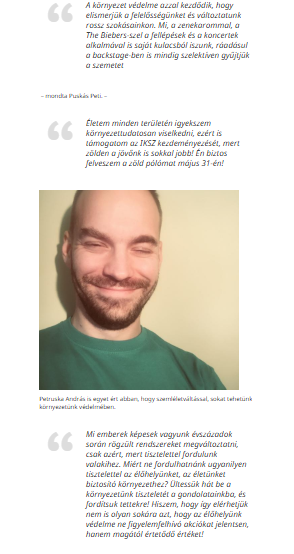 A környezet védelme azzal kezdődik, hogy
elismerjük a felelősségünket és változtatunk
rossz szokásainkon. Mi, a zenekarommal, a
The Biebers-szel a fellépések és a koncertek
alkalmával is saját kulacsból iszunk, ráadásul
a backstage-ben is mindig szelektíven gyűjtjük
a szemetet
– mondta Puskás Peti. –
Életem minden területén igyekszem
környezettudatosan viselkedni, ezért is
támogatom az IKSZ kezdeményezését, mert
zölden a jövőnk is sokkal jobb! Én biztos
felveszem a zöld pólómat május 31-én!
Petruska András is egyet ért abban, hogy szemléletváltással, sokat tehetünk
környezetünk védelmében.
Mi emberek képesek vagyunk évszázadok
során rögzült rendszereket megváltoztatni,
csak azért, mert tisztelettel fordulunk
valakihez. Miért ne fordulhatnánk ugyanilyen
tisztelettel az élőhelyünket, az életünket
biztosító környezethez? Ültessük hát be a
környezetünk tiszteletét a gondolatainkba, és
fordítsuk tettekre! Hiszem, hogy így elérhetjük
nem is olyan sokára azt, hogy az élőhelyünk
védelme ne figyelemfelhívó akciókat jelentsen,
hanem magától értetődő értéket!